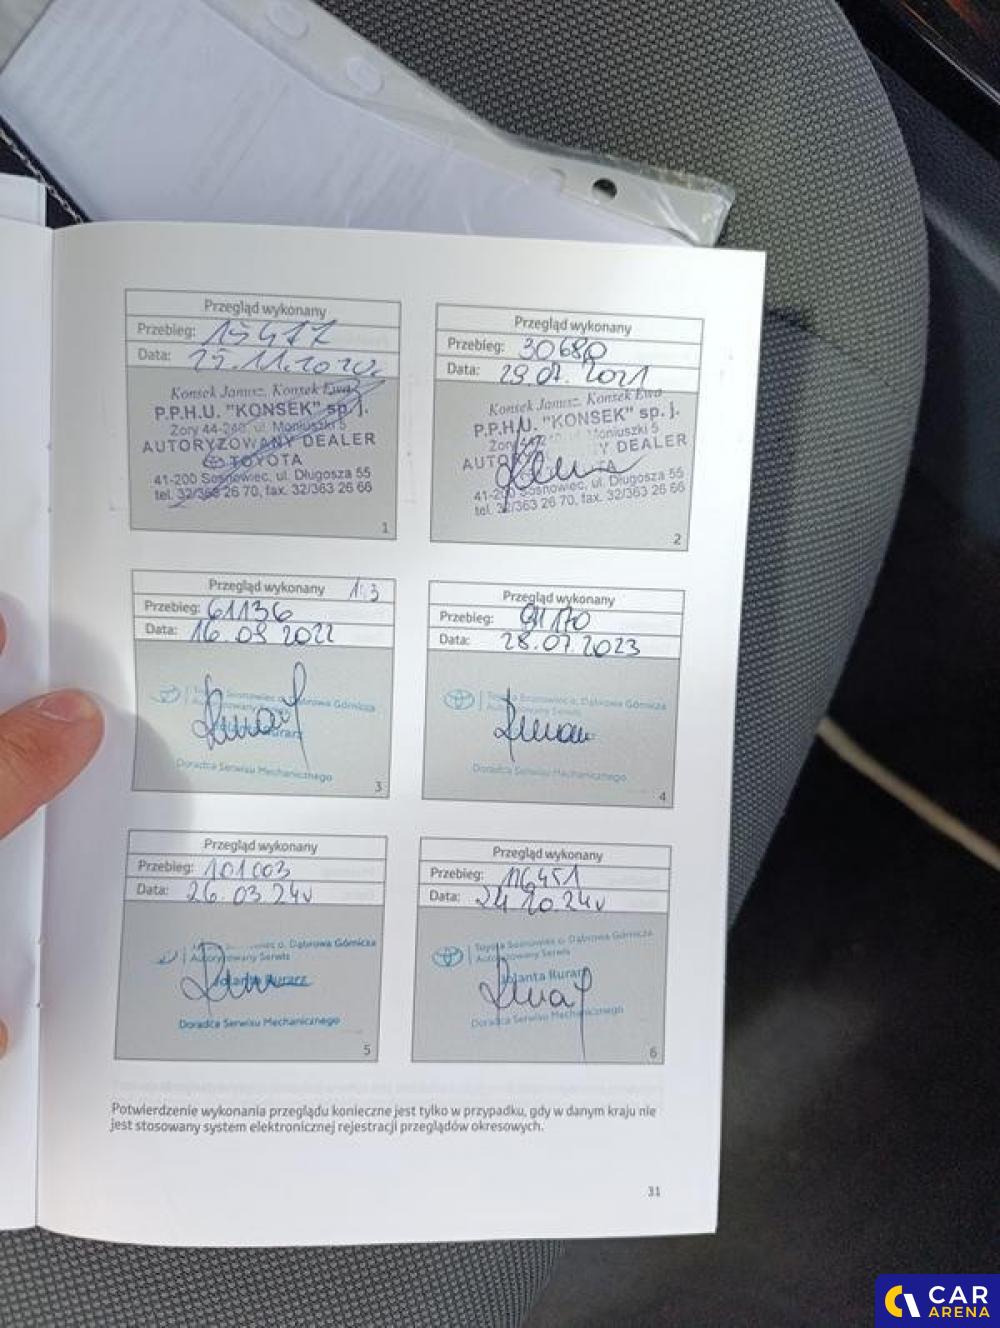 Przegląd wykonany
Przebieg: 15417
Data: 25.11.2020
Konsek Janusz, Konsek Ewa
P.P.H.U. "KONSEK" sp. j.
Żory 44-240, ul. Moniuszki 5
AUTORYZOWANY DEALER
TOYOTA
41-200 Sosnowiec, ul. Długosza 55
tel. 32/363 26 70, fax. 32/363 26 66
1
Przegląd wykonany
Przebieg: 30680
Data: 29.07.2021
Konsek Janusz, Konsek Ewa
P.P.H.U. "KONSEK" sp. j.
Moniuszki 5
Y DEALER
41-200 Sosnowiec, ul. Długosza 55
tel. 32/363 26 70, fax. 32/363 26 66
2
Przegląd wykonany
Przebieg: 61136
Data: 16.09.2022
Toyota Sosnowiec o. Dąbrowa Górnicza
Doradca Serwisu Mechanicznego
3
Przegląd wykonany
Przebieg: 91170
Data: 28.07.2023
Toyota Sosnowiec o. Dąbrowa Górnicza
Autoryzowany Serwis
Doradca Serwisu Mechanicznego
4
Przegląd wykonany
Przebieg: 101003
Data: 26.03.24r
o. Dąbrowa Górnicza
Autoryzowany Serwis
Jolanta Kurarz
Doradca Serwisu Mechanicznego
5
Przegląd wykonany
Przebieg: 116451
Data: 24.10.24r
Toyota Sosnowiec o. Dąbrowa Górnicza
Autoryzowany Serwis
Jolanta Kurarz
Doradca Serwisu Mechanicznego
6
Potwierdzenie wykonania przeglądu konieczne jest tylko w przypadku, gdy w danym kraju nie
jest stosowany system elektronicznej rejestracji przeglądów okresowych.
31
CAR
ARENA